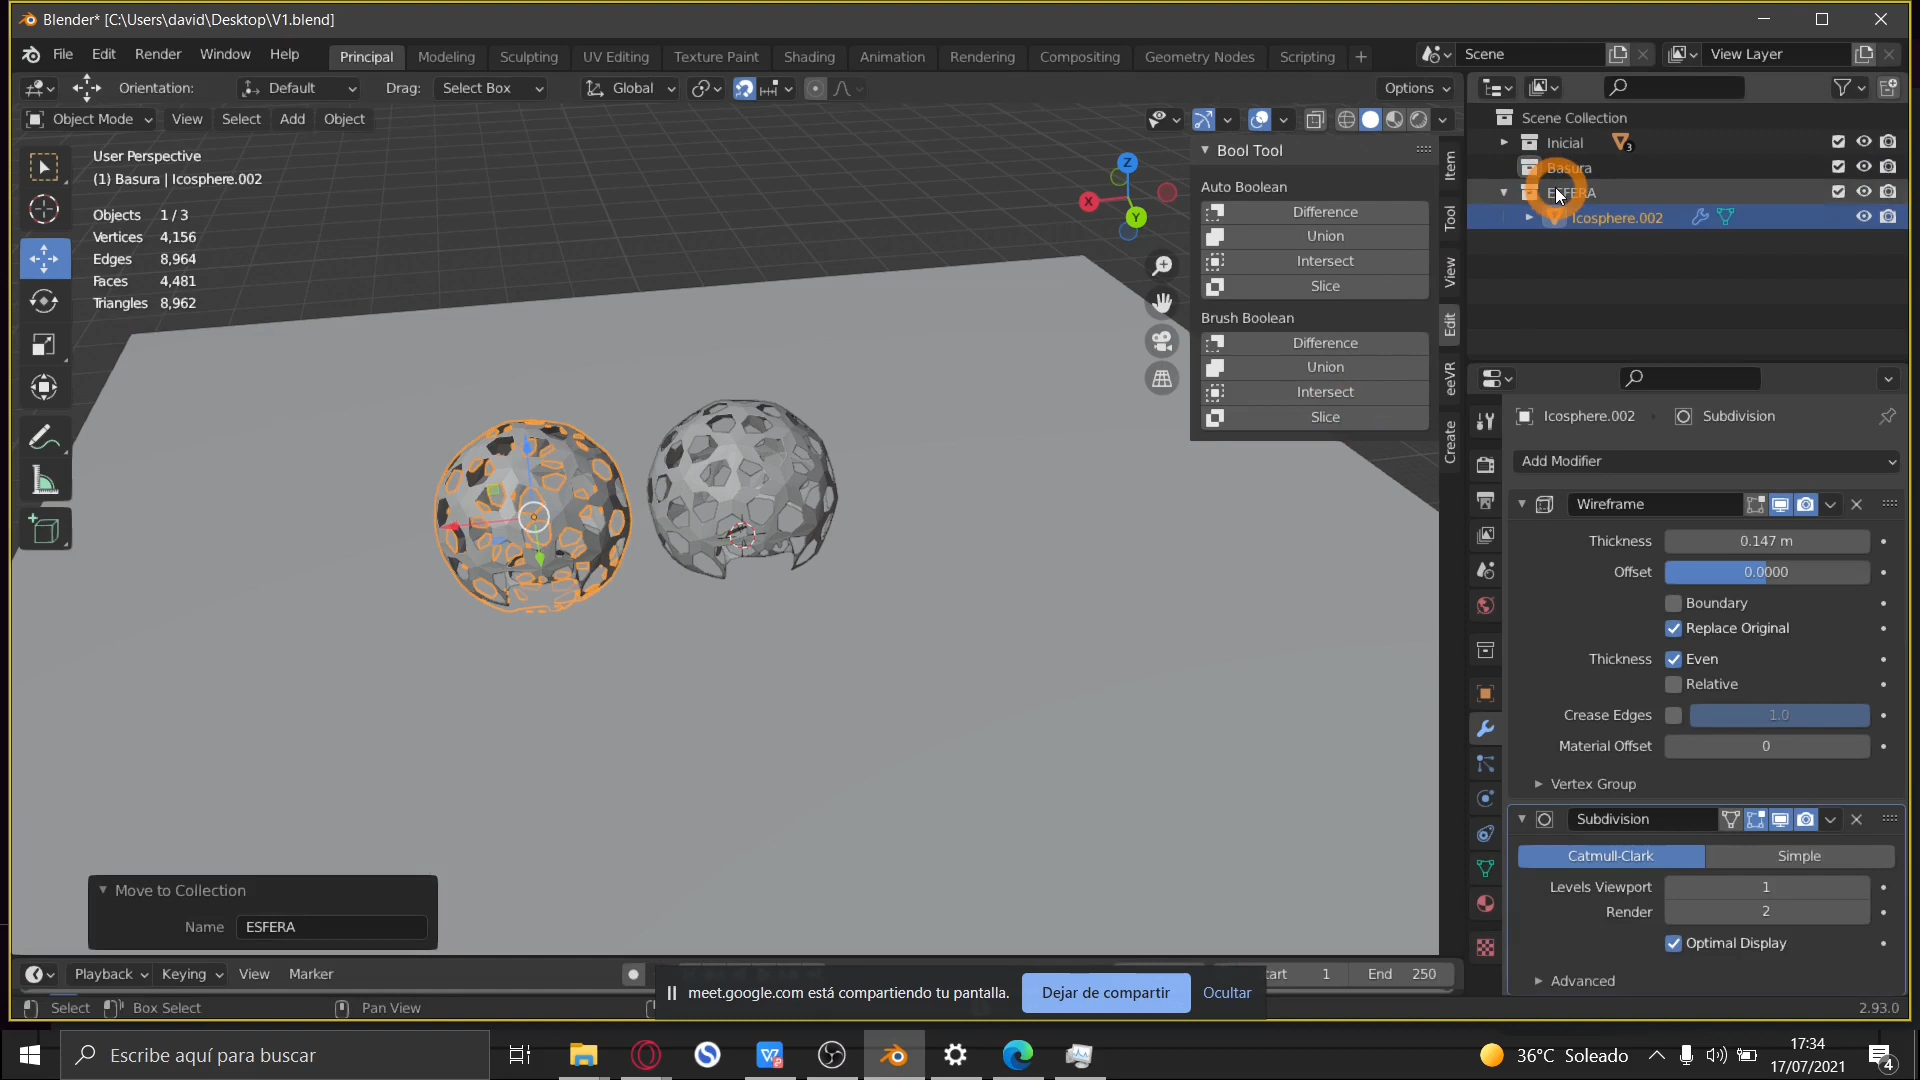 Blender* [C:\Users\david\Desktop\V1.blend]
File Edit Render Window Help Principal Modeling Sculpting UV Editing Texture Paint Shading Animation Rendering Compositing Geometry Nodes Scripting + Scene View Layer
Orientation: Default Drag: Select Box Global Options
Object Mode View Select Add Object
Scene Collection
Inicial 3
Basura
Icosphere.002
User Perspective
(1) Basura | Icosphere.002
Objects 1/3
Vertices 4,156
Edges 8,964
Faces 4,481
Triangles 8,962
Z
X
Y
Bool Tool
Auto Boolean
Difference
Union
Intersect
Slice
Brush Boolean
Difference
Union
Intersect
Slice
Item
Tool
View
Edit
eeVR
Create
Icosphere.002 Subdivision
Add Modifier
Wireframe
Thickness 0.147 m
Offset 0.0000
Boundary
Replace Original
Thickness Even
Relative
Crease Edges 1.0
Material Offset 0
Vertex Group
Subdivision
Catmull-Clark Simple
Levels Viewport 1
Render 2
Optimal Display
Advanced
Move to Collection
Name ESFERA
Playback Keying View Marker
tart 1 End 250
meet.google.com está compartiendo tu pantalla. Dejar de compartir Ocultar
Select Box Select Pan View 2.93.0
Escribe aquí para buscar
36°C Soleado
17:34
17/07/2021
4